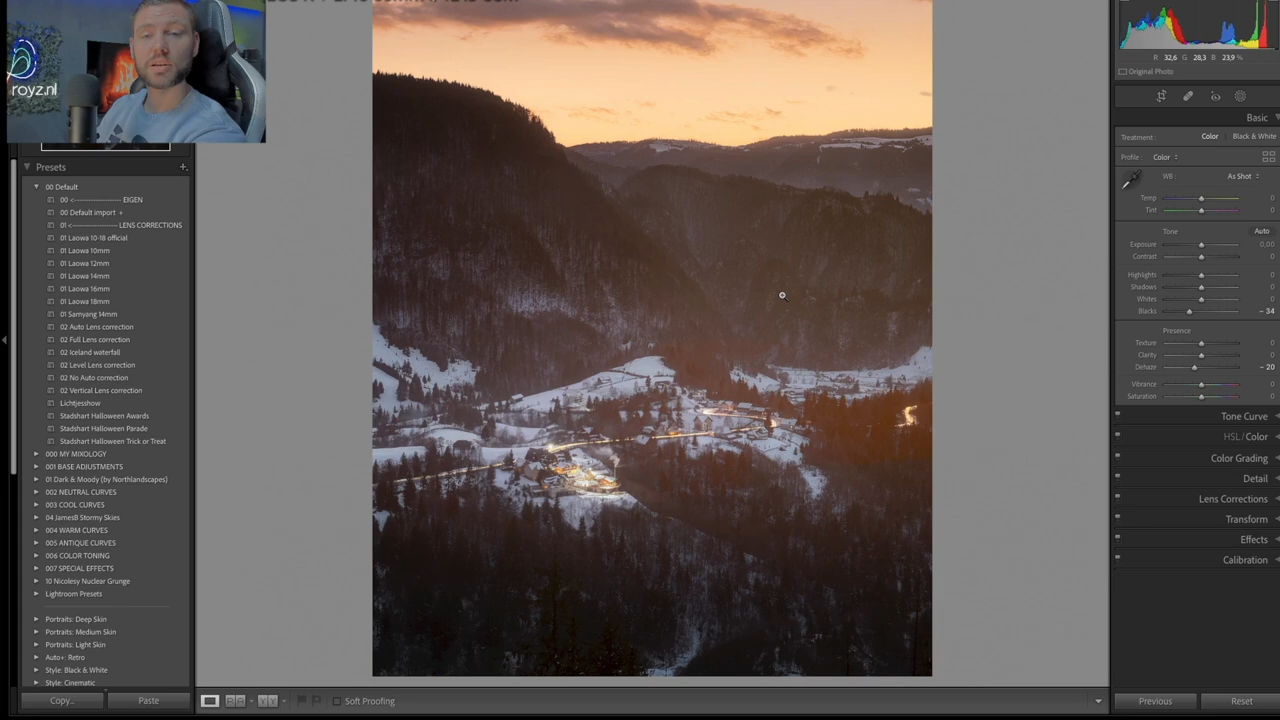 royz.nl
R 32,6 G 28,3 B 23,9 %
Original Photo
Basic
Treatment: Color Black & White
Profile: Color
WB: As Shot
Temp 0
Tint 0
Tone Auto
Exposure 0,00
Contrast 0
Highlights 0
Shadows 0
Whites 0
Blacks – 34
Presence
Texture 0
Clarity 0
Dehaze – 20
Vibrance 0
Saturation 0
Tone Curve
HSL/Color
Color Grading
Detail
Lens Corrections
Transform
Effects
Calibration
Previous Reset
Presets
00 Default
00 <-------------------- EIGEN
00 Default import +
01 <-------------------- LENS CORRECTIONS
01 Laowa 10-18 official
01 Laowa 10mm
01 Laowa 12mm
01 Laowa 14mm
01 Laowa 16mm
01 Laowa 18mm
01 Samyang 14mm
02 Auto Lens correction
02 Full Lens correction
02 Iceland waterfall
02 Level Lens correction
02 No Auto correction
02 Vertical Lens correction
Lichtjesshow
Stadshart Halloween Awards
Stadshart Halloween Parade
Stadshart Halloween Trick or Treat
000 MY MIXOLOGY
001 BASE ADJUSTMENTS
01 Dark & Moody (by Northlandscapes)
002 NEUTRAL CURVES
003 COOL CURVES
04 JamesB Stormy Skies
004 WARM CURVES
005 ANTIQUE CURVES
006 COLOR TONING
007 SPECIAL EFFECTS
10 Nicolesy Nuclear Grunge
Lightroom Presets
Portraits: Deep Skin
Portraits: Medium Skin
Portraits: Light Skin
Auto+: Retro
Style: Black & White
Style: Cinematic
Copy... Paste
Soft Proofing